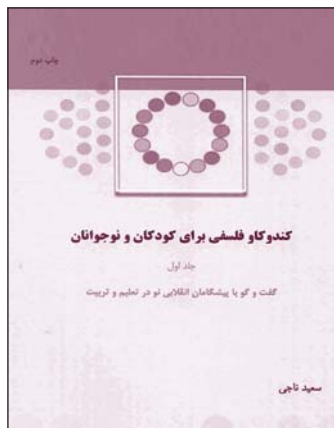 چاپ دوم
کندوکاو فلسفی برای کودکان و نوجوانان
جلد اول
گفت و گو با پیشگامان انقلابی نو در تعلیم و تربیت
سعید ناجی